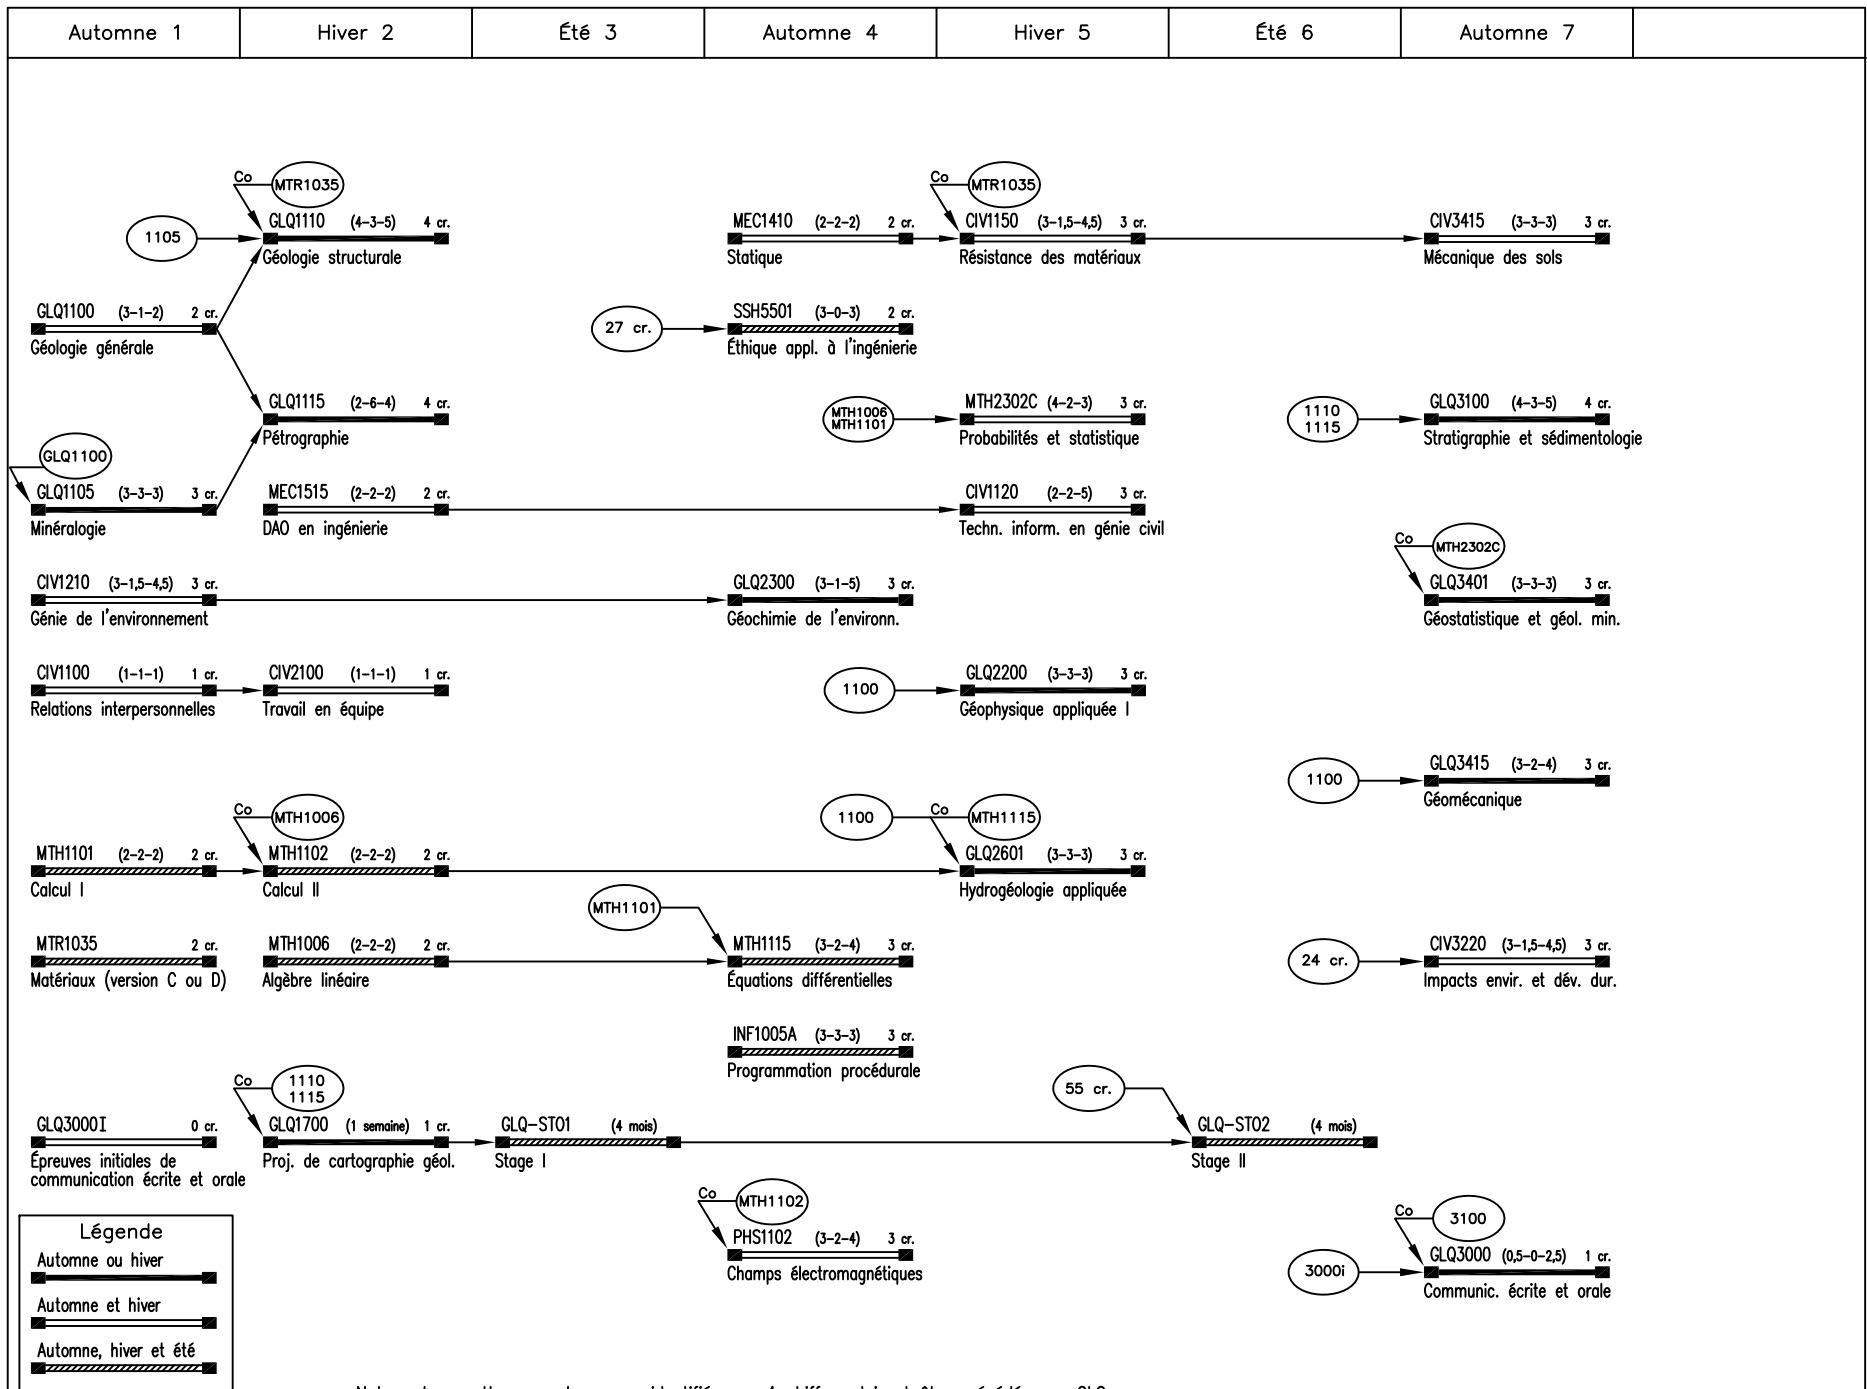 Automne 1 Hiver 2 Été 3 Automne 4 Hiver 5 Été 6 Automne 7
Co MTR1035 Co MTR1035
1105 GLQ1110 (4-3-5) 4 cr. MEC1410 (2-2-2) 2 cr. CIV1150 (3-1,5-4,5) 3 cr. CIV3415 (3-3-3) 3 cr.
Géologie structurale Statique Résistance des matériaux Mécanique des sols
GLQ1100 (3-1-2) 2 cr. 27 cr. SSH5501 (3-0-3) 2 cr.
Géologie générale Éthique appl. à l'ingénierie
GLQ1115 (2-6-4) 4 cr. MTH1006 MTH2302C (4-2-3) 3 cr. 1110 GLQ3100 (4-3-5) 4 cr.
MTH1101 1115
Pétrographie Probabilités et statistique Stratigraphie et sédimentologie
GLQ1100
GLQ1105 (3-3-3) 3 cr. MEC1515 (2-2-2) 2 cr. CIV1120 (2-2-5) 3 cr.
Minéralogie DAO en ingénierie Techn. inform. en génie civil
Co MTH2302C
CIV1210 (3-1,5-4,5) 3 cr. GLQ2300 (3-1-5) 3 cr. GLQ3401 (3-3-3) 3 cr.
Génie de l'environnement Géochimie de l'environn. Géostatistique et géol. min.
CIV1100 (1-1-1) 1 cr. CIV2100 (1-1-1) 1 cr. 1100 GLQ2200 (3-3-3) 3 cr.
Relations interpersonnelles Travail en équipe Géophysique appliquée I
1100 GLQ3415 (3-2-4) 3 cr.
Géomécanique
Co MTH1006 1100 Co MTH1115
MTH1101 (2-2-2) 2 cr. MTH1102 (2-2-2) 2 cr. GLQ2601 (3-3-3) 3 cr.
Calcul I Calcul II Hydrogéologie appliquée
MTH1101
MTR1035 2 cr. MTH1006 (2-2-2) 2 cr. MTH1115 (3-2-4) 3 cr. 24 cr. CIV3220 (3-1,5-4,5) 3 cr.
Matériaux (version C ou D) Algèbre linéaire Équations différentielles Impacts envir. et dév. dur.
INF1005A (3-3-3) 3 cr.
Programmation procédurale
Co 1110 55 cr.
1115
GLQ3000I 0 cr. GLQ1700 (1 semaine) 1 cr. GLQ-ST01 (4 mois) GLQ-ST02 (4 mois)
Épreuves initiales de Proj. de cartographie géol. Stage I Stage II
communication écrite et orale
Co MTH1102 Co 3100
PHS1102 (3-2-4) 3 cr. 3000i GLQ3000 (0,5-0-2,5) 1 cr.
Champs électromagnétiques Communic. écrite et orale
Légende
Automne ou hiver
Automne et hiver
Automne, hiver et été